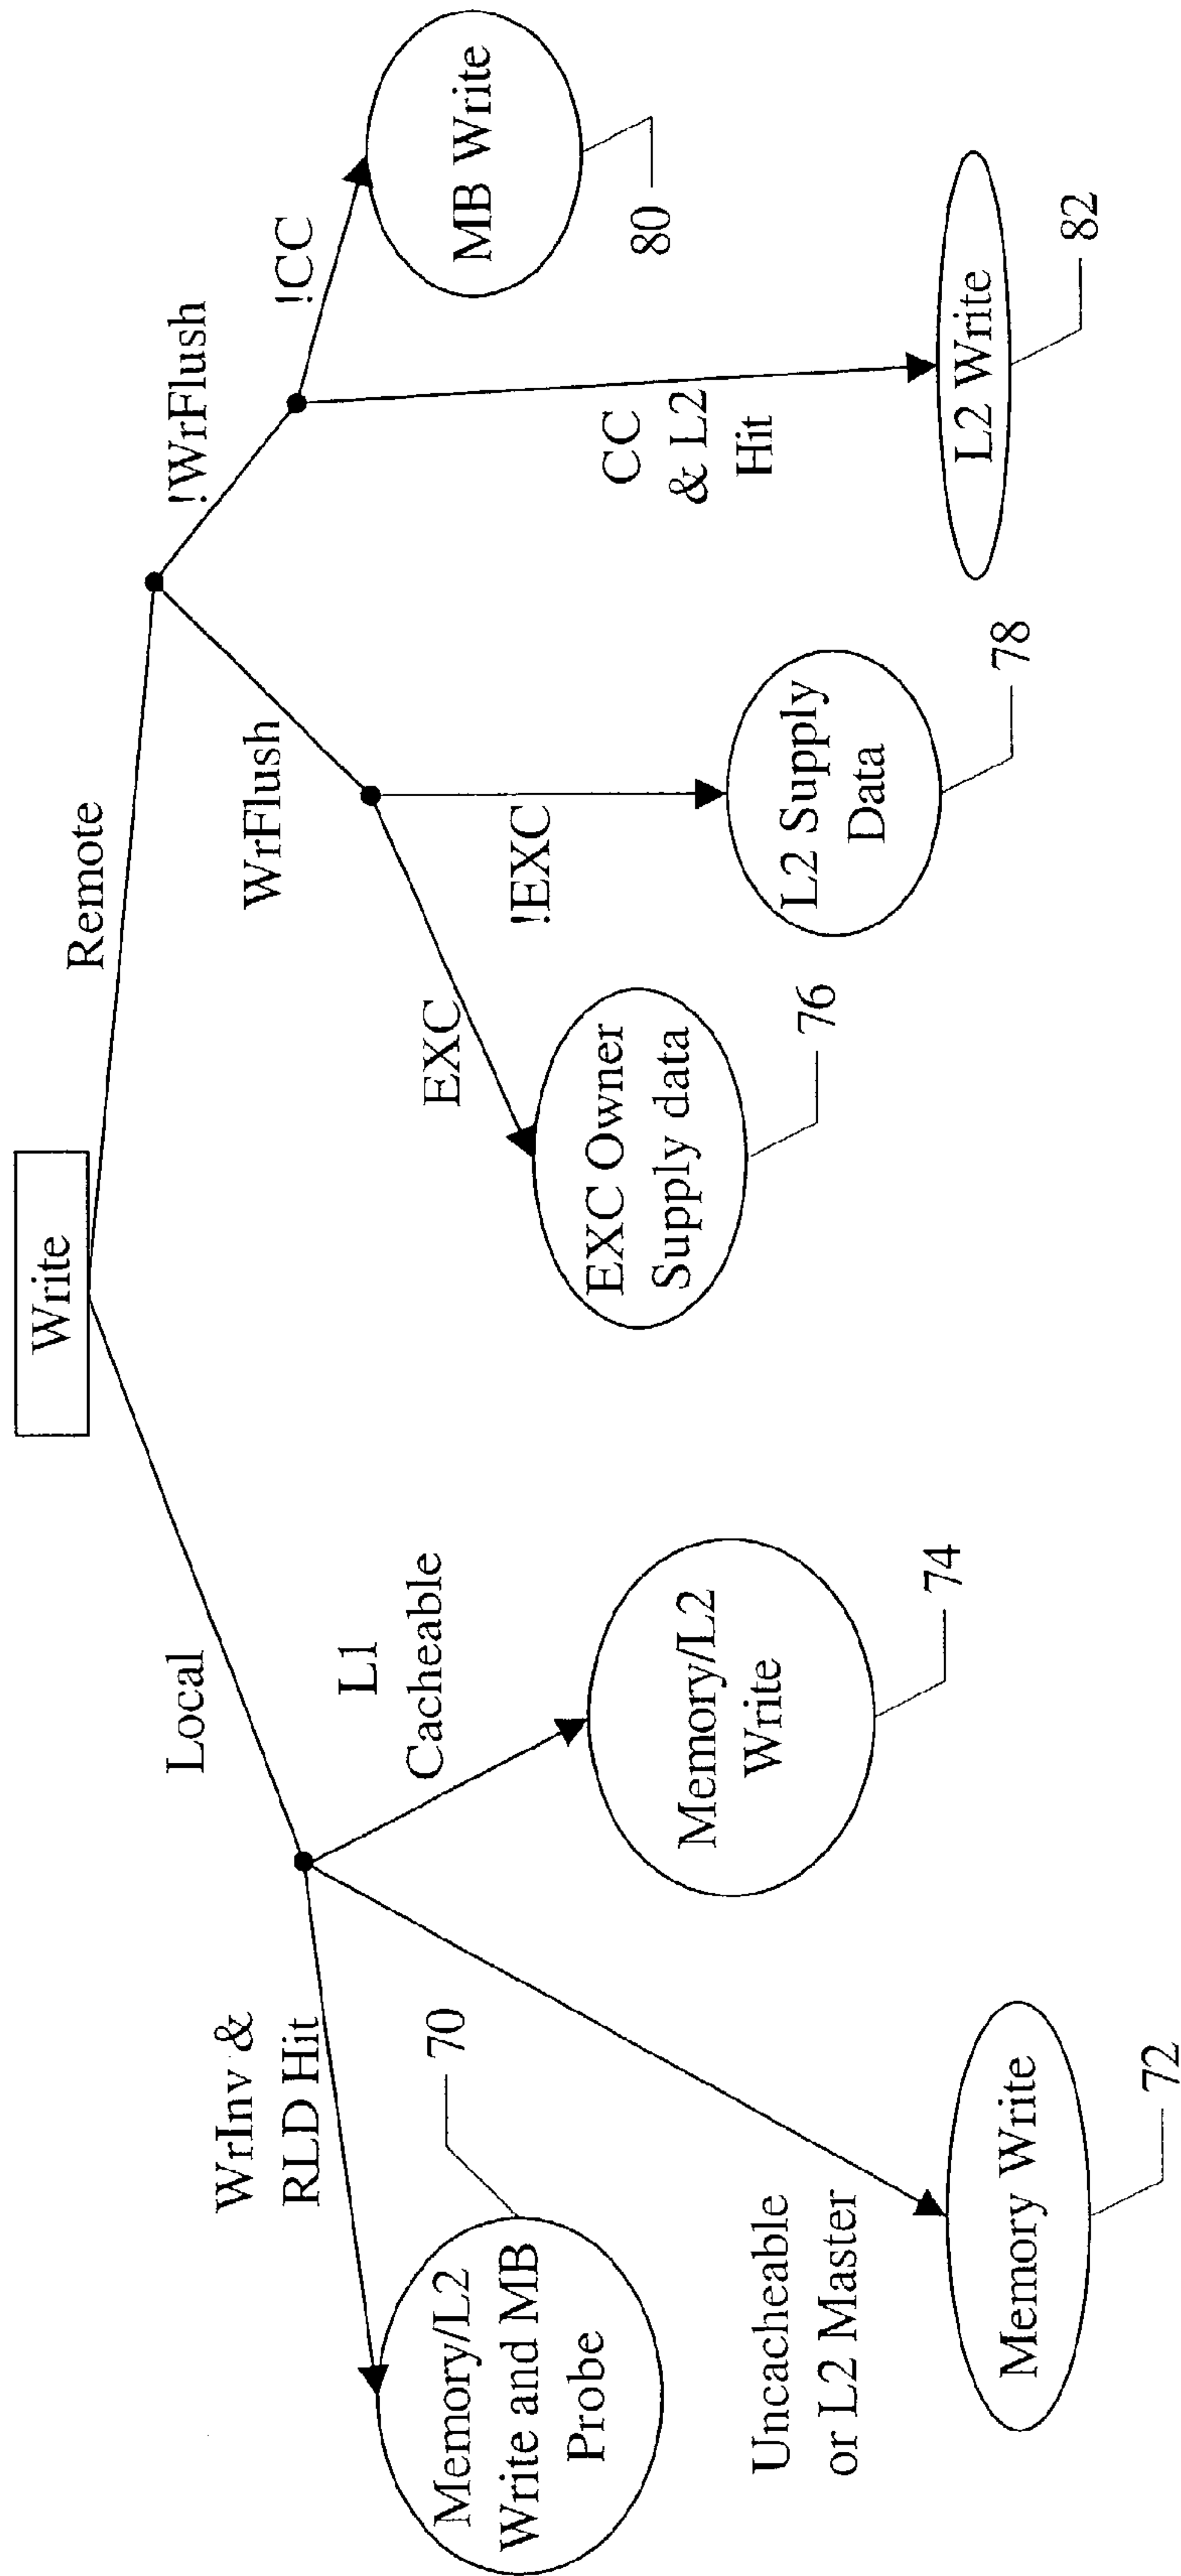 Write
Local
Remote
WrInv &
RLD Hit
L1
Cacheable
Uncacheable
or L2 Master
Memory/L2
Write and MB
Probe
70
Memory Write
72
Memory/L2
Write
74
WrFlush
!WrFlush
EXC
!EXC
EXC Owner
Supply data
76
L2 Supply
Data
78
!CC
CC
& L2
Hit
MB Write
80
L2 Write
82